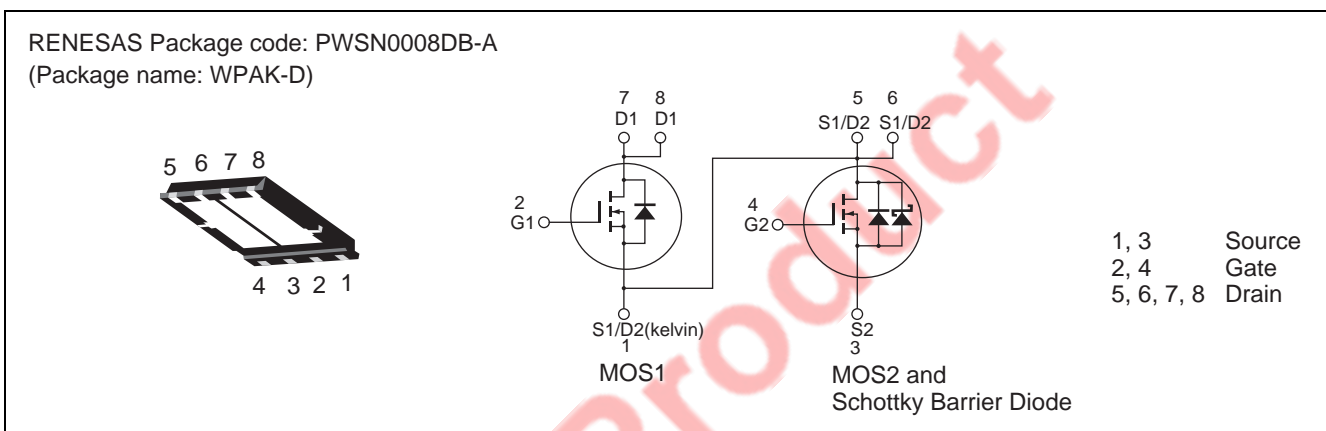 RENESAS Package code: PWSN0008DB-A
(Package name: WPAK-D)
5 6 7 8
4 3 2 1
7 8
D1 D1
2
G1
S1/D2(kelvin)
1
MOS1
5 6
S1/D2 S1/D2
4
G2
S2
3
MOS2 and
Schottky Barrier Diode
1, 3 Source
2, 4 Gate
5, 6, 7, 8 Drain
Product